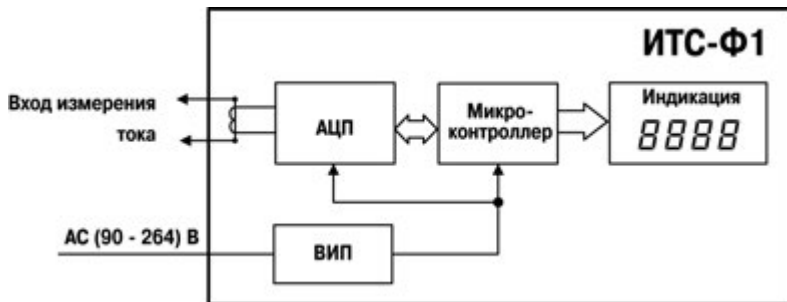 ИТС-Ф1
Вход измерения
тока
АЦП
Микро-
контроллер
Индикация
8888
АС (90 - 264) В
ВИП